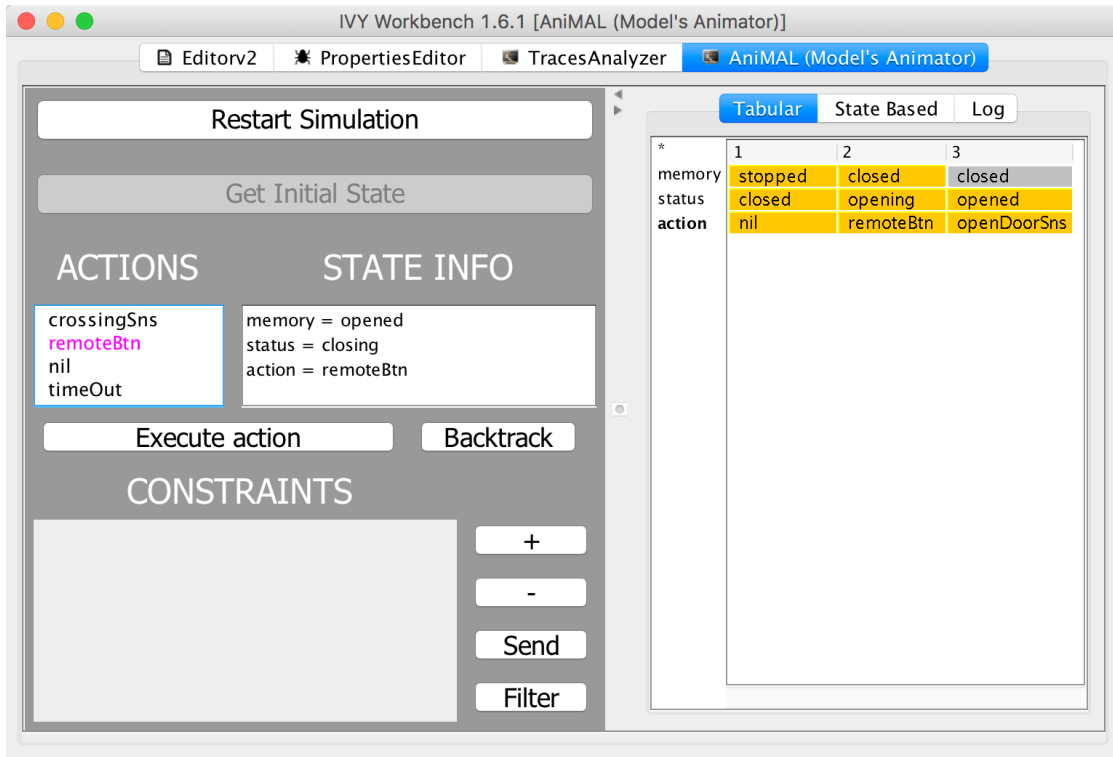 IVY Workbench 1.6.1 [AniMAL (Model's Animator)]
Editorv2 PropertiesEditor TracesAnalyzer AniMAL (Model's Animator)
Restart Simulation
Get Initial State
ACTIONS STATE INFO
crossingSns
remoteBtn
nil
timeOut
memory = opened
status = closing
action = remoteBtn
Execute action Backtrack
CONSTRAINTS
+
-
Send
Filter
Tabular State Based Log
* 1 2 3
memory stopped closed closed
status closed opening opened
action nil remoteBtn openDoorSns